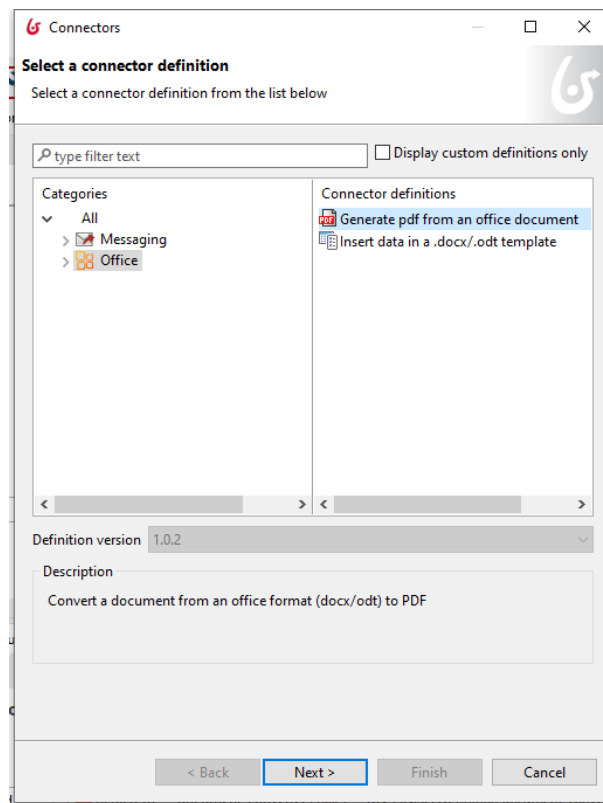 Connectors
Select a connector definition
Select a connector definition from the list below
type filter text
Display custom definitions only
Categories
Connector definitions
All
Messaging
Office
Generate pdf from an office document
Insert data in a .docx/.odt template
Definition version 1.0.2
Description
Convert a document from an office format (docx/odt) to PDF
< Back
Next >
Finish
Cancel